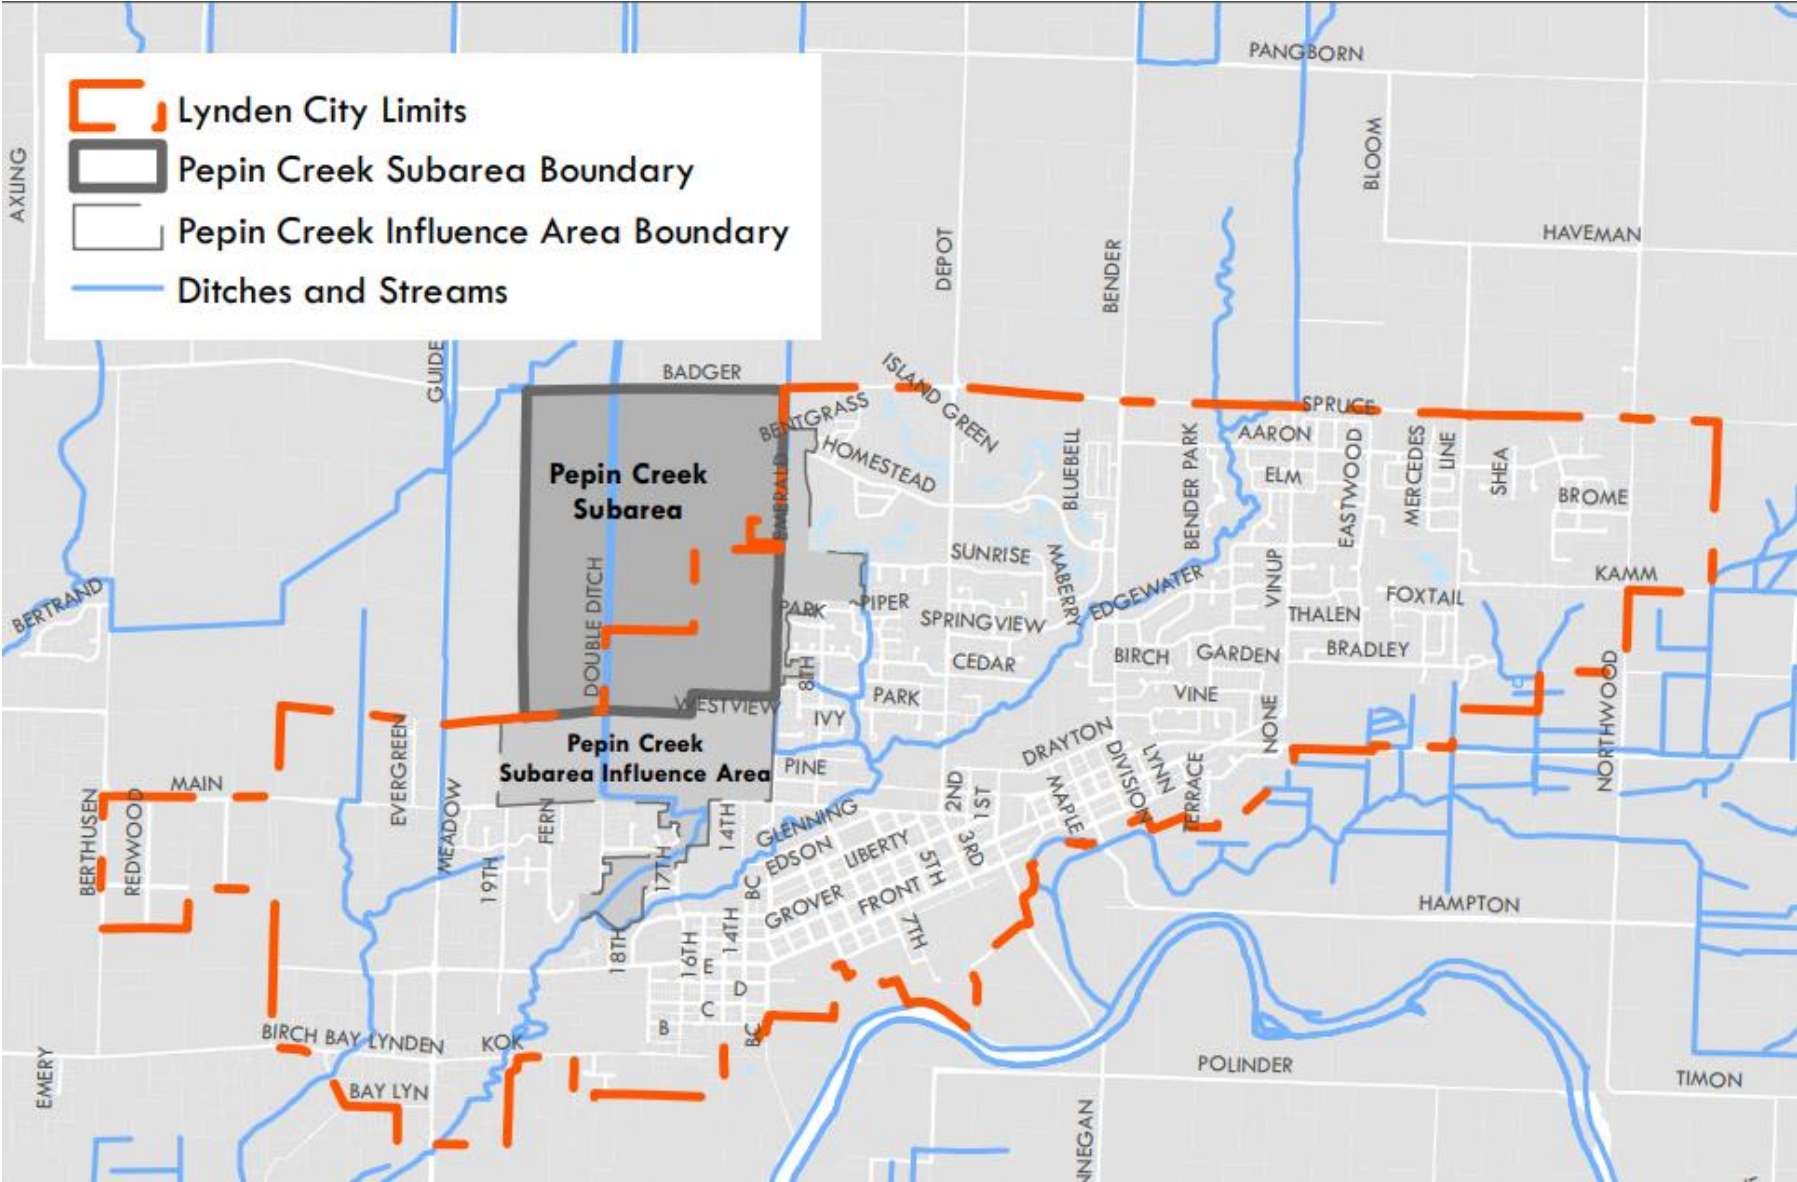 PANGBORN
Lynden City Limits
Pepin Creek Subarea Boundary
Pepin Creek Influence Area Boundary
Ditches and Streams
AXLING
BLOOM
HAVEMAN
DEPOT
BENDER
GUIDE
BADGER
ISLAND GREEN
BENTGRASS
SPRUCE
AARON
HOMESTEAD
BLUEBELL
BENDER PARK
EASTWOOD
MERCEDES
LINE
SHEA
ELM
BROME
Pepin Creek
Subarea
EMERALD
SUNRISE
MABERRY
EDGEWATER
VINUP
KAMM
FOXTAIL
BERTRAND
DOUBLE DITCH
PARK
PIPER
SPRINGVIEW
THALEN
CEDAR
BIRCH
GARDEN
BRADLEY
8TH
PARK
VINE
NORTHWOOD
WESTVIEW
IVY
NONE
EVERGREEN
Pepin Creek
Subarea Influence Area
PINE
DRAYTON
DIVISION
LYNN
TERRACE
MAIN
BERTHUSEN
REDWOOD
MEADOW
FERN
14TH
GLENNING
2ND
1ST
MAPLE
EDSON
LIBERTY
3RD
5TH
19TH
17TH
BC
GROVER
FRONT
HAMPTON
7TH
18TH
16TH
14TH
E
D
C
B
BC
BIRCH BAY LYNDEN
KOK
EMERY
BAY LYN
POLINDER
TIMON
NNEGAN